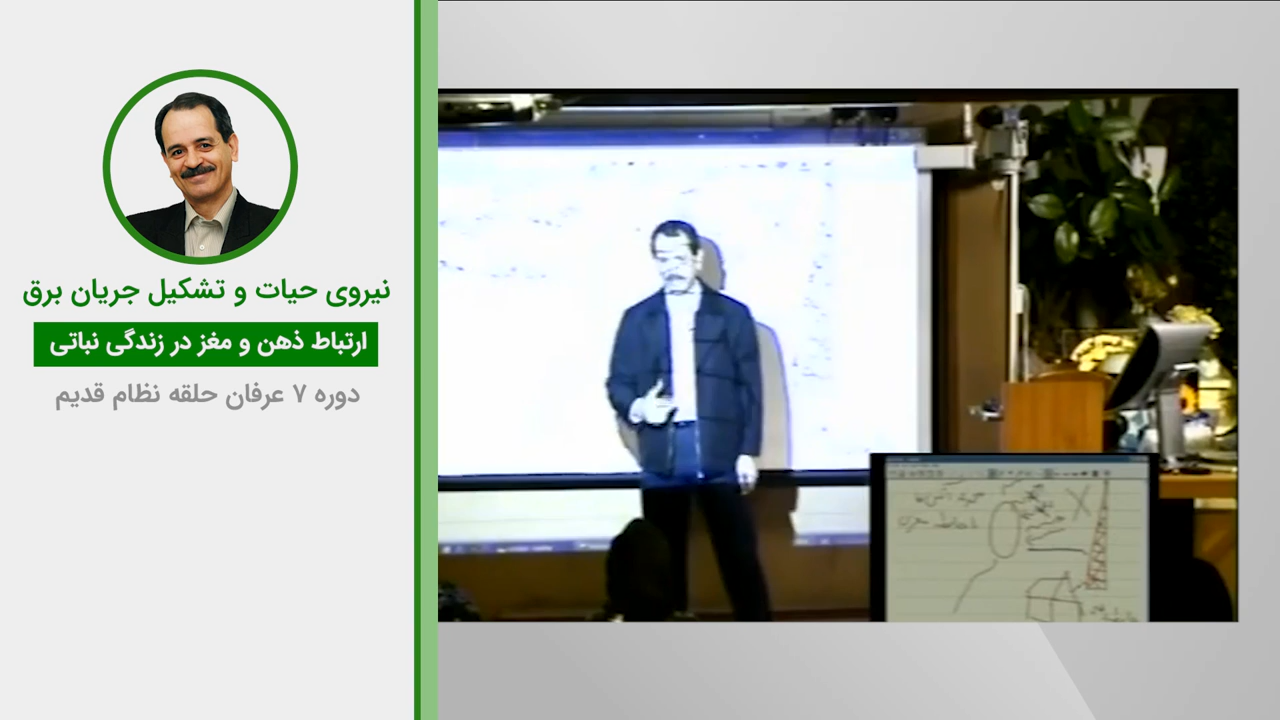 نیروی حیات و تشکیل جریان برق
ارتباط ذهن و مغز در زندگی نباتی
دوره ۷ عرفان حلقه نظام قدیم